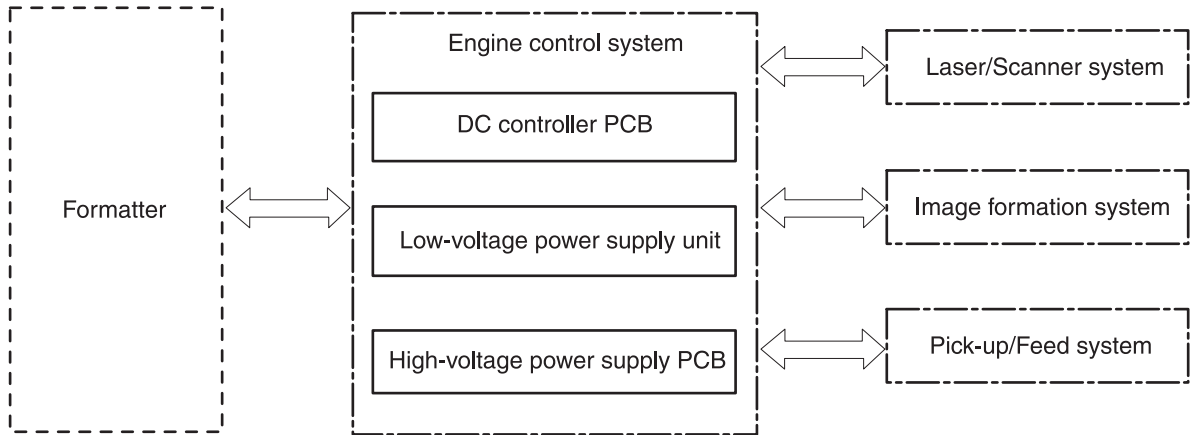 Formatter
Engine control system
DC controller PCB
Low-voltage power supply unit
High-voltage power supply PCB
Laser/Scanner system
Image formation system
Pick-up/Feed system